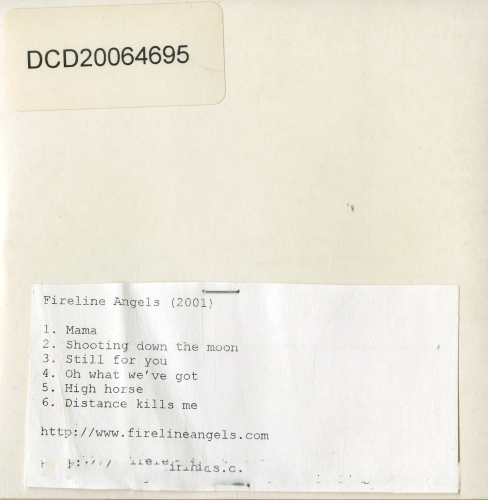 DCD20064695
Fireline Angels (2001)
1. Mama
2. Shooting down the moon
3. Still for you
4. Oh what we've got
5. High horse
6. Distance kills me
http://www.firelineangels.com